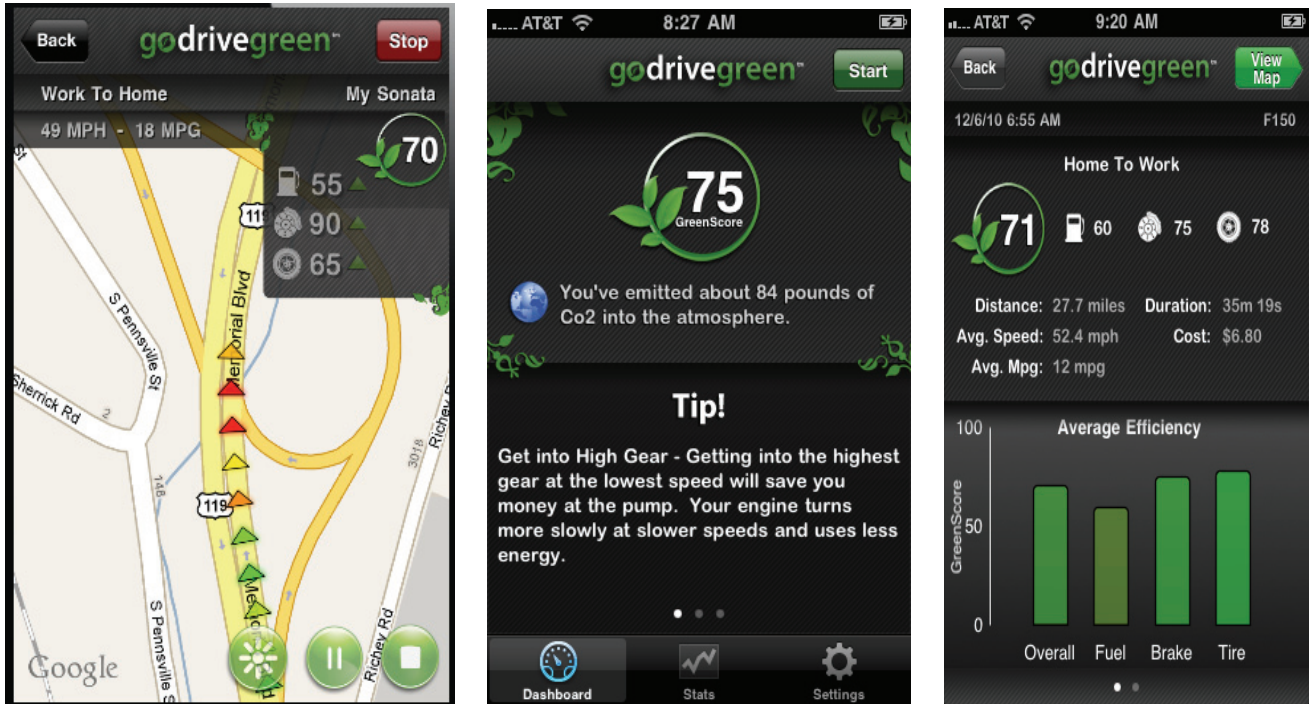 Back
godrivegreen™
Stop
Work To Home
My Sonata
49 MPH - 18 MPG
70
55
90
65
119
Memorial Blvd
S Pennsville St
Sherrick Rd
2
146
119
3018
Richey Rd
S Pennsville St
Richey Rd
Google
AT&T
8:27 AM
godrivegreen™
Start
75
GreenScore
You've emitted about 84 pounds of
Co2 into the atmosphere.
Tip!
Get into High Gear - Getting into the highest
gear at the lowest speed will save you
money at the pump. Your engine turns
more slowly at slower speeds and uses less
energy.
Dashboard
Stats
Settings
AT&T
9:20 AM
Back
godrivegreen™
View
Map
12/6/10 6:55 AM
F150
Home To Work
71
60
75
78
Distance: 27.7 miles
Duration: 35m 19s
Avg. Speed: 52.4 mph
Cost: $6.80
Avg. Mpg: 12 mpg
Average Efficiency
100
50
0
GreenScore
Overall
Fuel
Brake
Tire